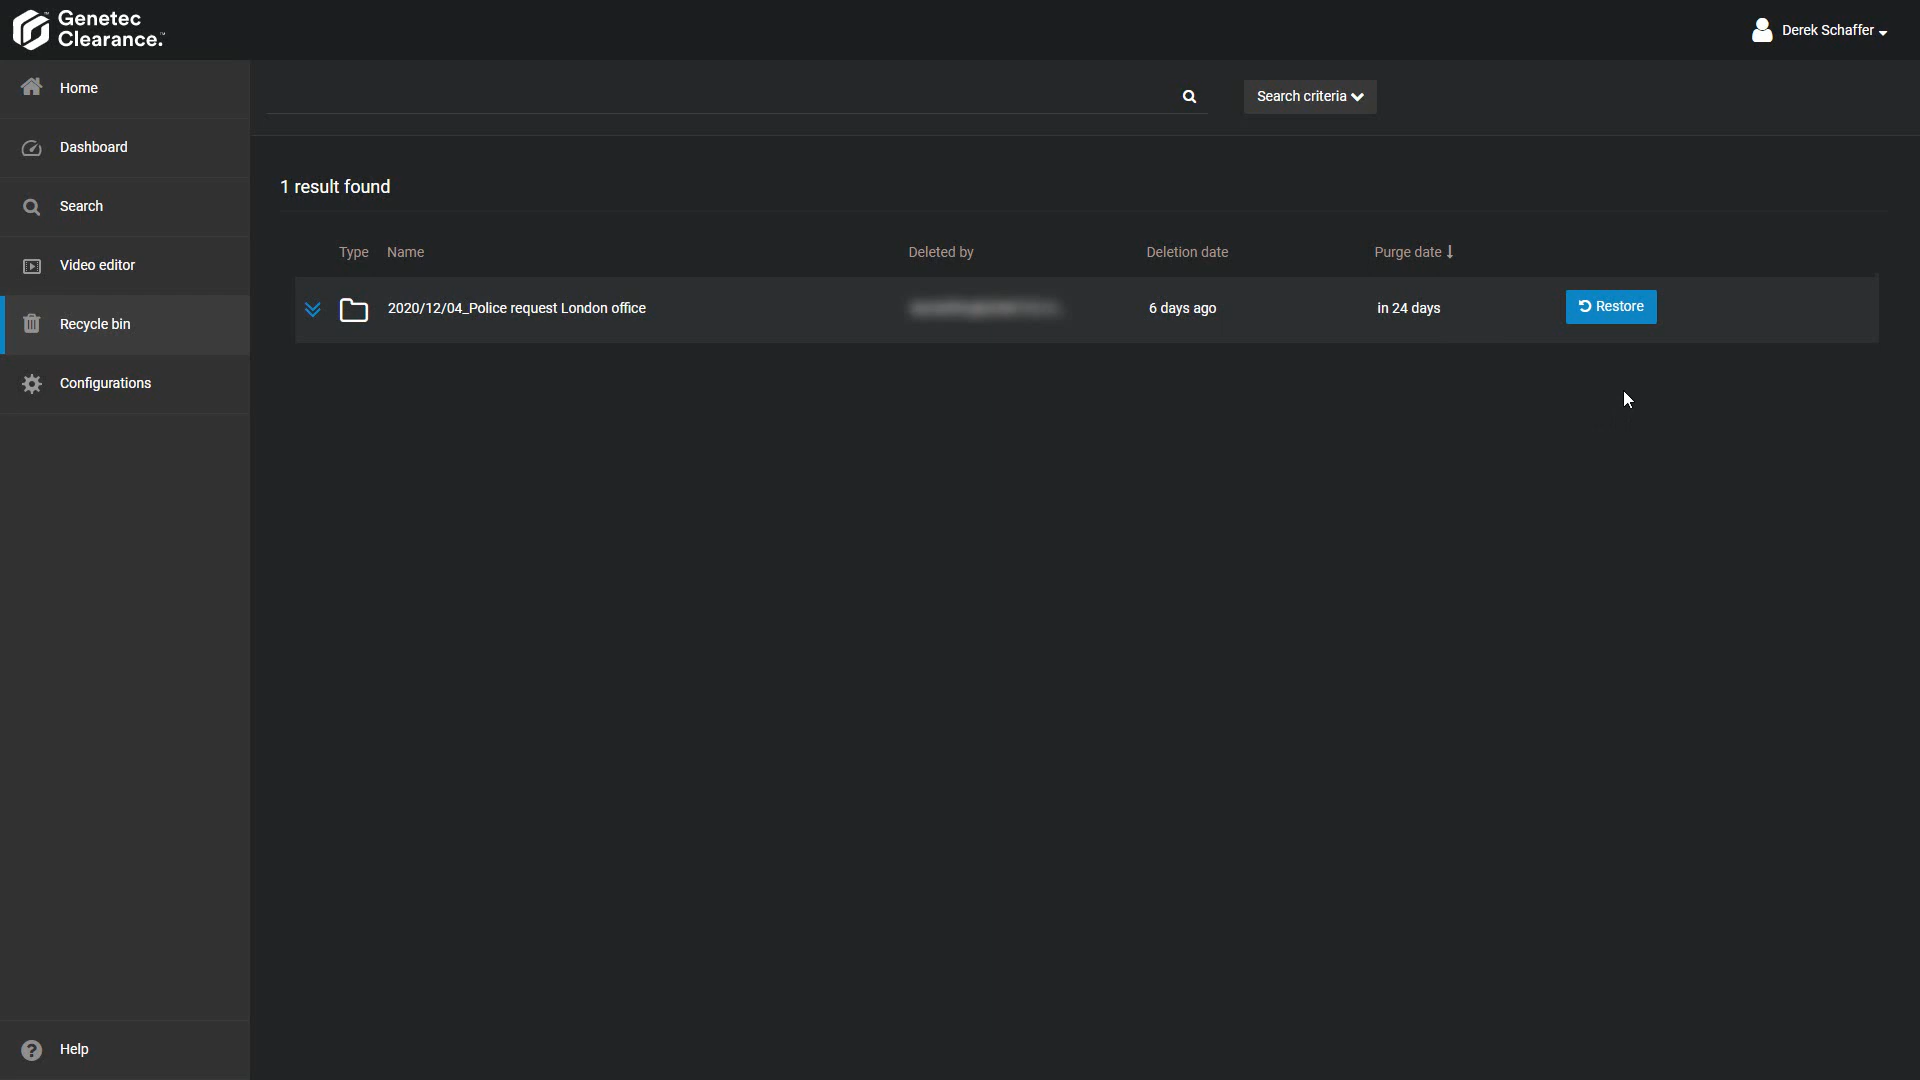 Genetec
Clearance.™
Derek Schaffer
Home
Dashboard
Search
Video editor
Recycle bin
Configurations
Help
Search criteria
1 result found
Type Name Deleted by Deletion date Purge date
2020/12/04_Police request London office 6 days ago in 24 days Restore